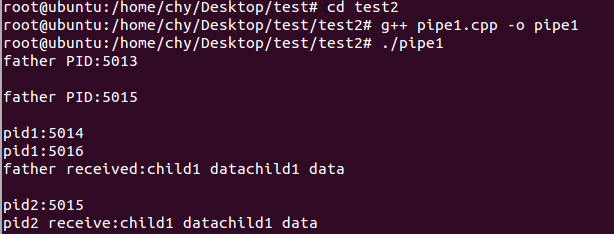 root@ubuntu:/home/chy/Desktop/test# cd test2
root@ubuntu:/home/chy/Desktop/test/test2# g++ pipe1.cpp -o pipe1
root@ubuntu:/home/chy/Desktop/test/test2# ./pipe1
father PID:5013
father PID:5015
pid1:5014
pid1:5016
father received:child1 datachild1 data
pid2:5015
pid2 receive:child1 datachild1 data